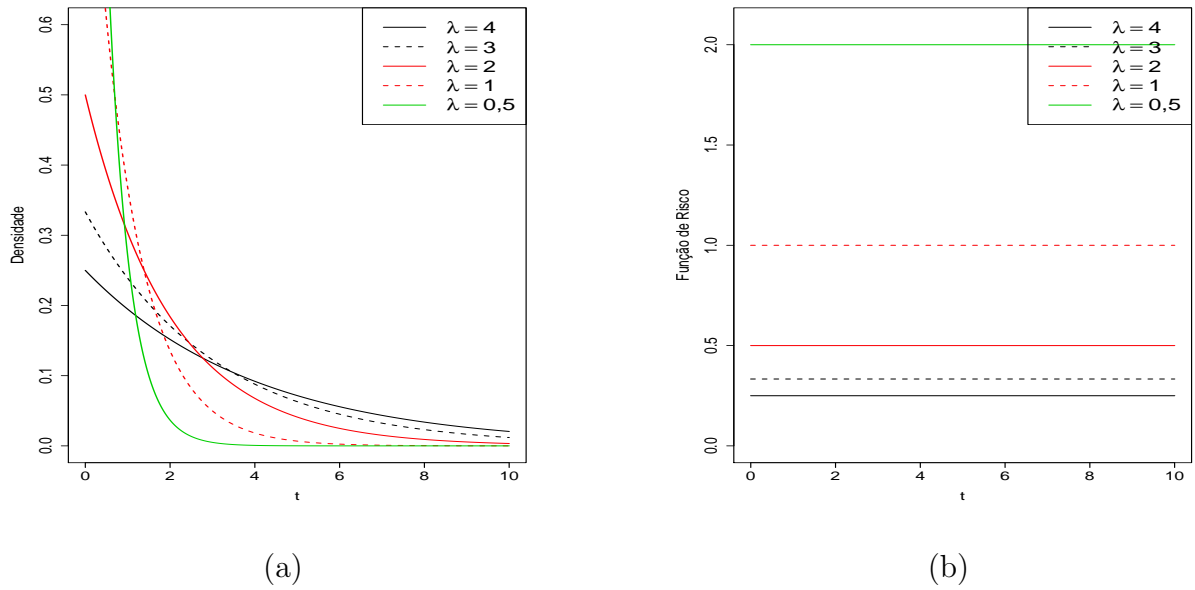 λ = 4
λ = 3
λ = 2
λ = 1
λ = 0,5
Densidade
0.0
0.1
0.2
0.3
0.4
0.5
0.6
0 2 4 6 8 10
t
(a)
λ = 4
λ = 3
λ = 2
λ = 1
λ = 0,5
Função de Risco
0.0
0.5
1.0
1.5
2.0
0 2 4 6 8 10
t
(b)